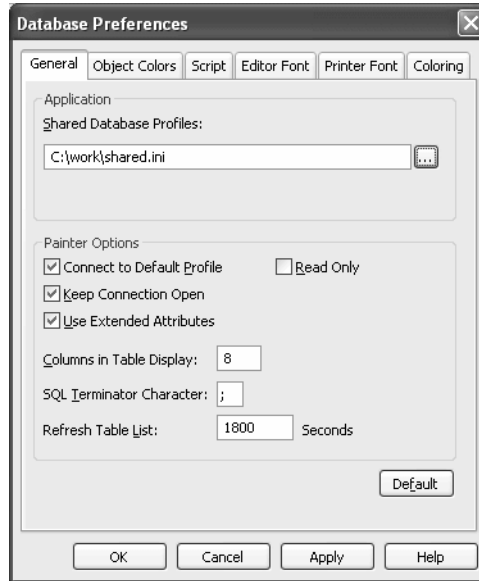 Database Preferences
General Object Colors Script Editor Font Printer Font Coloring
Application
Shared Database Profiles:
C:\work\shared.ini ...
Painter Options
Connect to Default Profile Read Only
Keep Connection Open
Use Extended Attributes
Columns in Table Display: 8
SQL Terminator Character: ;
Refresh Table List: 1800 Seconds
Default
OK Cancel Apply Help